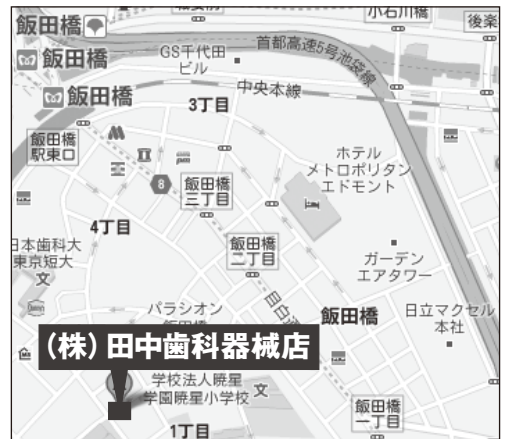 小石川橋
飯田橋
後楽
飯田橋
GS千代田
ビル
首都高速5号池袋線
飯田橋
中央本線
3丁目
飯田橋
駅東口
ホテル
メトロポリタン
エドモント
8
飯田橋
三丁目
4丁目
飯田橋
二丁目
日本歯科大
東京短大
文
ガーデン
エアタワー
目白通
パラシオン
飯田橋
飯田橋
日立マクセル
本社
(株)田中歯科器械店
学校法人暁星
学園暁星小学校
文
飯田橋
一丁目
1丁目